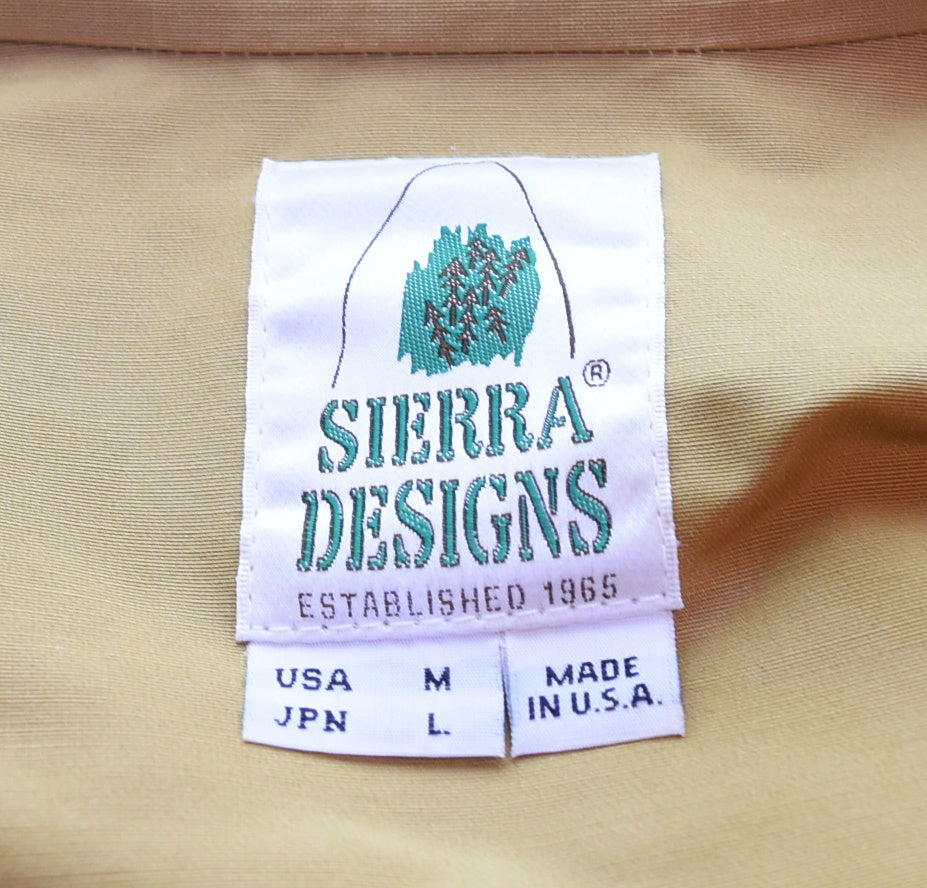 SIERRA®
DESIGNS
ESTABLISHED 1965
USA M
JPN L
MADE
IN U.S.A.